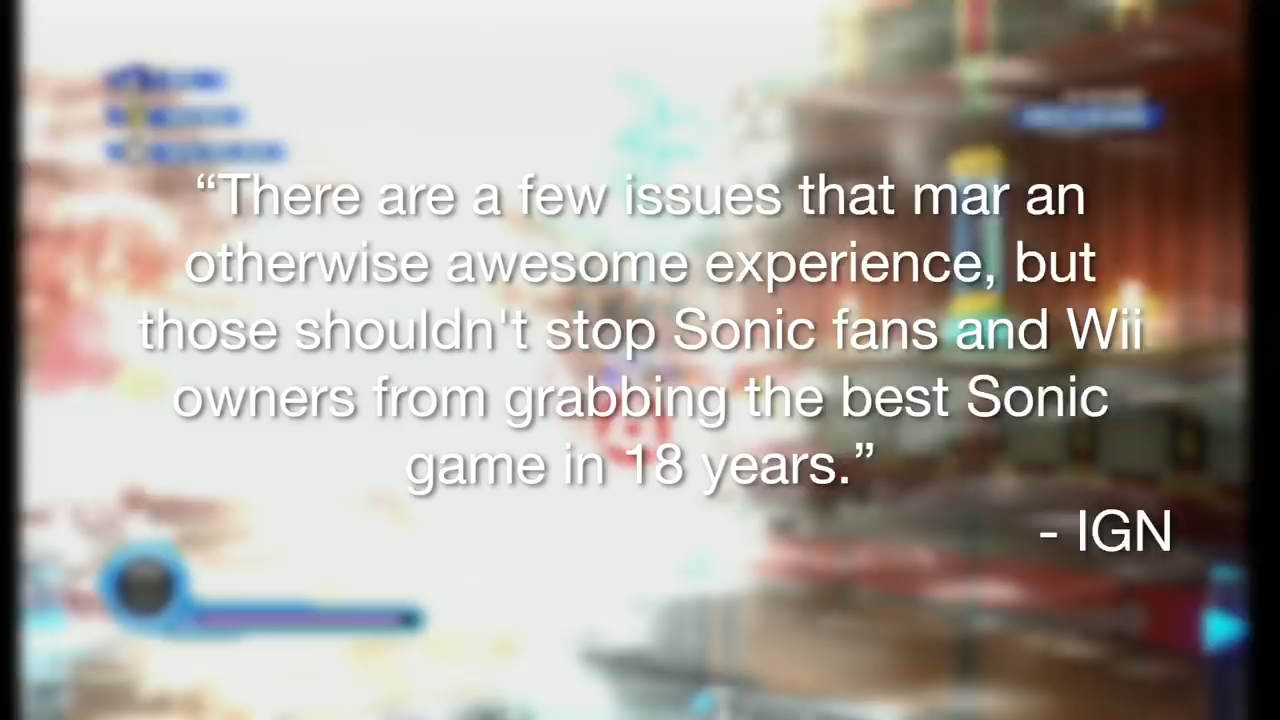 “There are a few issues that mar an
otherwise awesome experience, but
those shouldn't stop Sonic fans and Wii
owners from grabbing the best Sonic
game in 18 years.”
- IGN